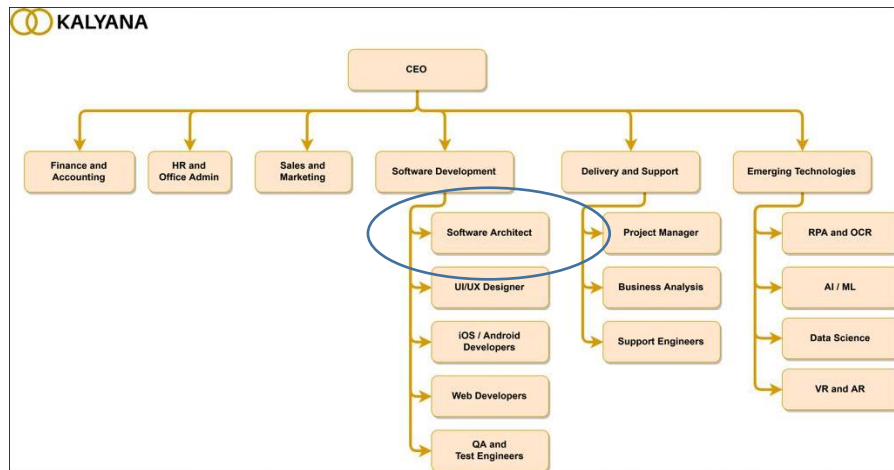 KALYANA
CEO
Finance and
Accounting
HR and
Office Admin
Sales and
Marketing
Software Development
Delivery and Support
Emerging Technologies
Software Architect
UI/UX Designer
iOS / Android
Developers
Web Developers
QA and
Test Engineers
Project Manager
Business Analysis
Support Engineers
RPA and OCR
AI / ML
Data Science
VR and AR